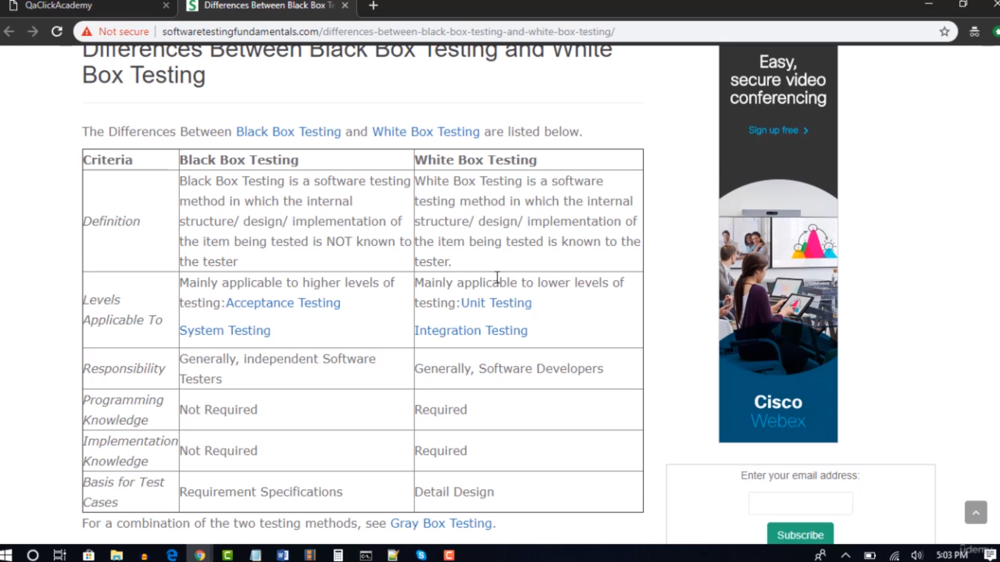 QaClickAcademy
Differences Between Black Box Te
Not secure | softwaretestingfundamentals.com/differences-between-black-box-testing-and-white-box-testing/
Differences Between Black Box Testing and White
Box Testing
The Differences Between Black Box Testing and White Box Testing are listed below.
Criteria
Black Box Testing
White Box Testing
Definition
Black Box Testing is a software testing
method in which the internal
structure/ design/ implementation of
the item being tested is NOT known to
the tester
White Box Testing is a software
testing method in which the internal
structure/ design/ implementation of
the item being tested is known to the
tester.
Levels
Applicable To
Mainly applicable to higher levels of
testing:Acceptance Testing
System Testing
Mainly applicable to lower levels of
testing:Unit Testing
Integration Testing
Responsibility
Generally, independent Software
Testers
Generally, Software Developers
Programming
Knowledge
Not Required
Required
Implementation
Knowledge
Not Required
Required
Basis for Test
Cases
Requirement Specifications
Detail Design
For a combination of the two testing methods, see Gray Box Testing.
Easy,
secure video
conferencing
Sign up free >
Cisco
Webex
Enter your email address:
Subscribe
5:03 PM
udemy